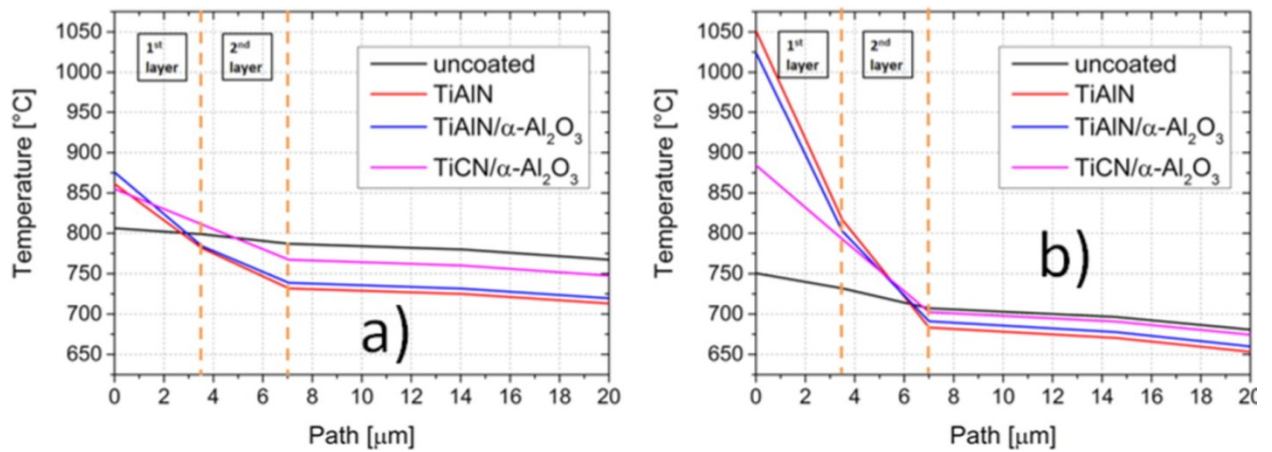 1050
1000
950
900
850
800
750
700
650
Temperature [°C]
1st
layer
2nd
layer
uncoated
TiAlN
TiAlN/α-Al₂O₃
TiCN/α-Al₂O₃
a)
0 2 4 6 8 10 12 14 16 18 20
Path [μm]
1050
1000
950
900
850
800
750
700
650
Temperature [°C]
1st
layer
2nd
layer
uncoated
TiAlN
TiAlN/α-Al₂O₃
TiCN/α-Al₂O₃
b)
0 2 4 6 8 10 12 14 16 18 20
Path [μm]